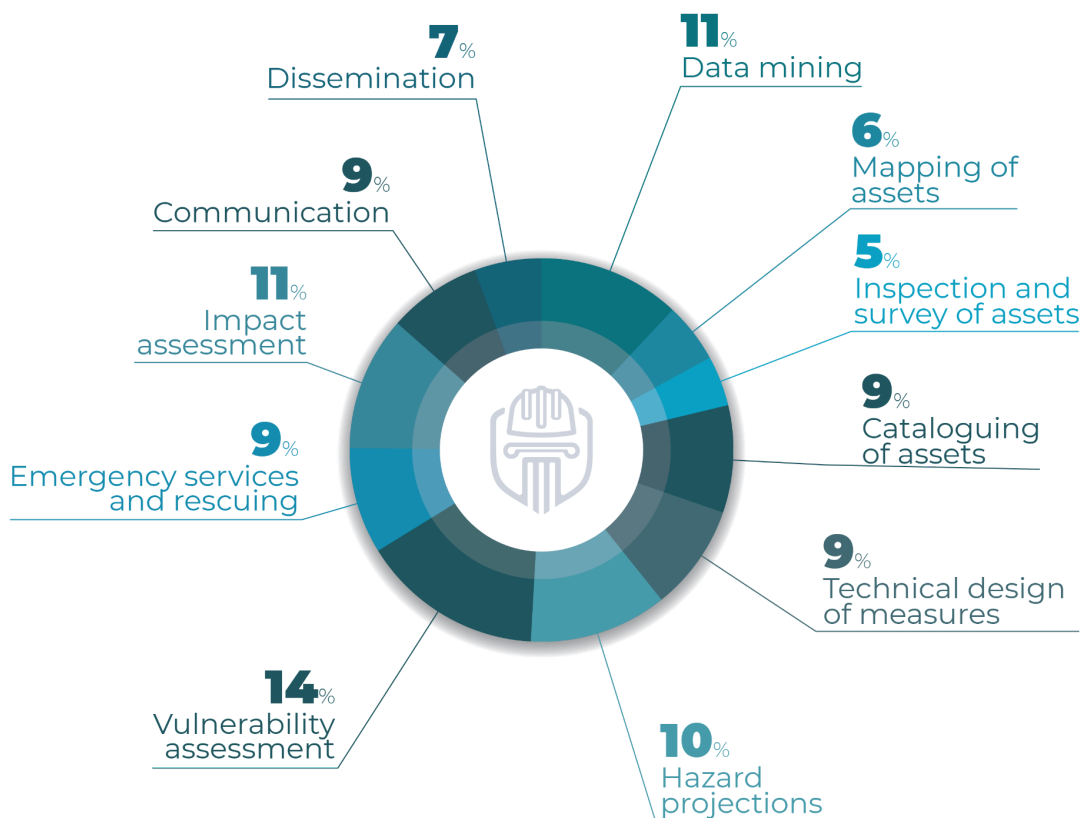 11%
Data mining
6%
Mapping of
assets
5%
Inspection and
survey of assets
9%
Cataloguing
of assets
9%
Technical design
of measures
10%
Hazard
projections
14%
Vulnerability
assessment
9%
Emergency services
and rescuing
11%
Impact
assessment
9%
Communication
7%
Dissemination